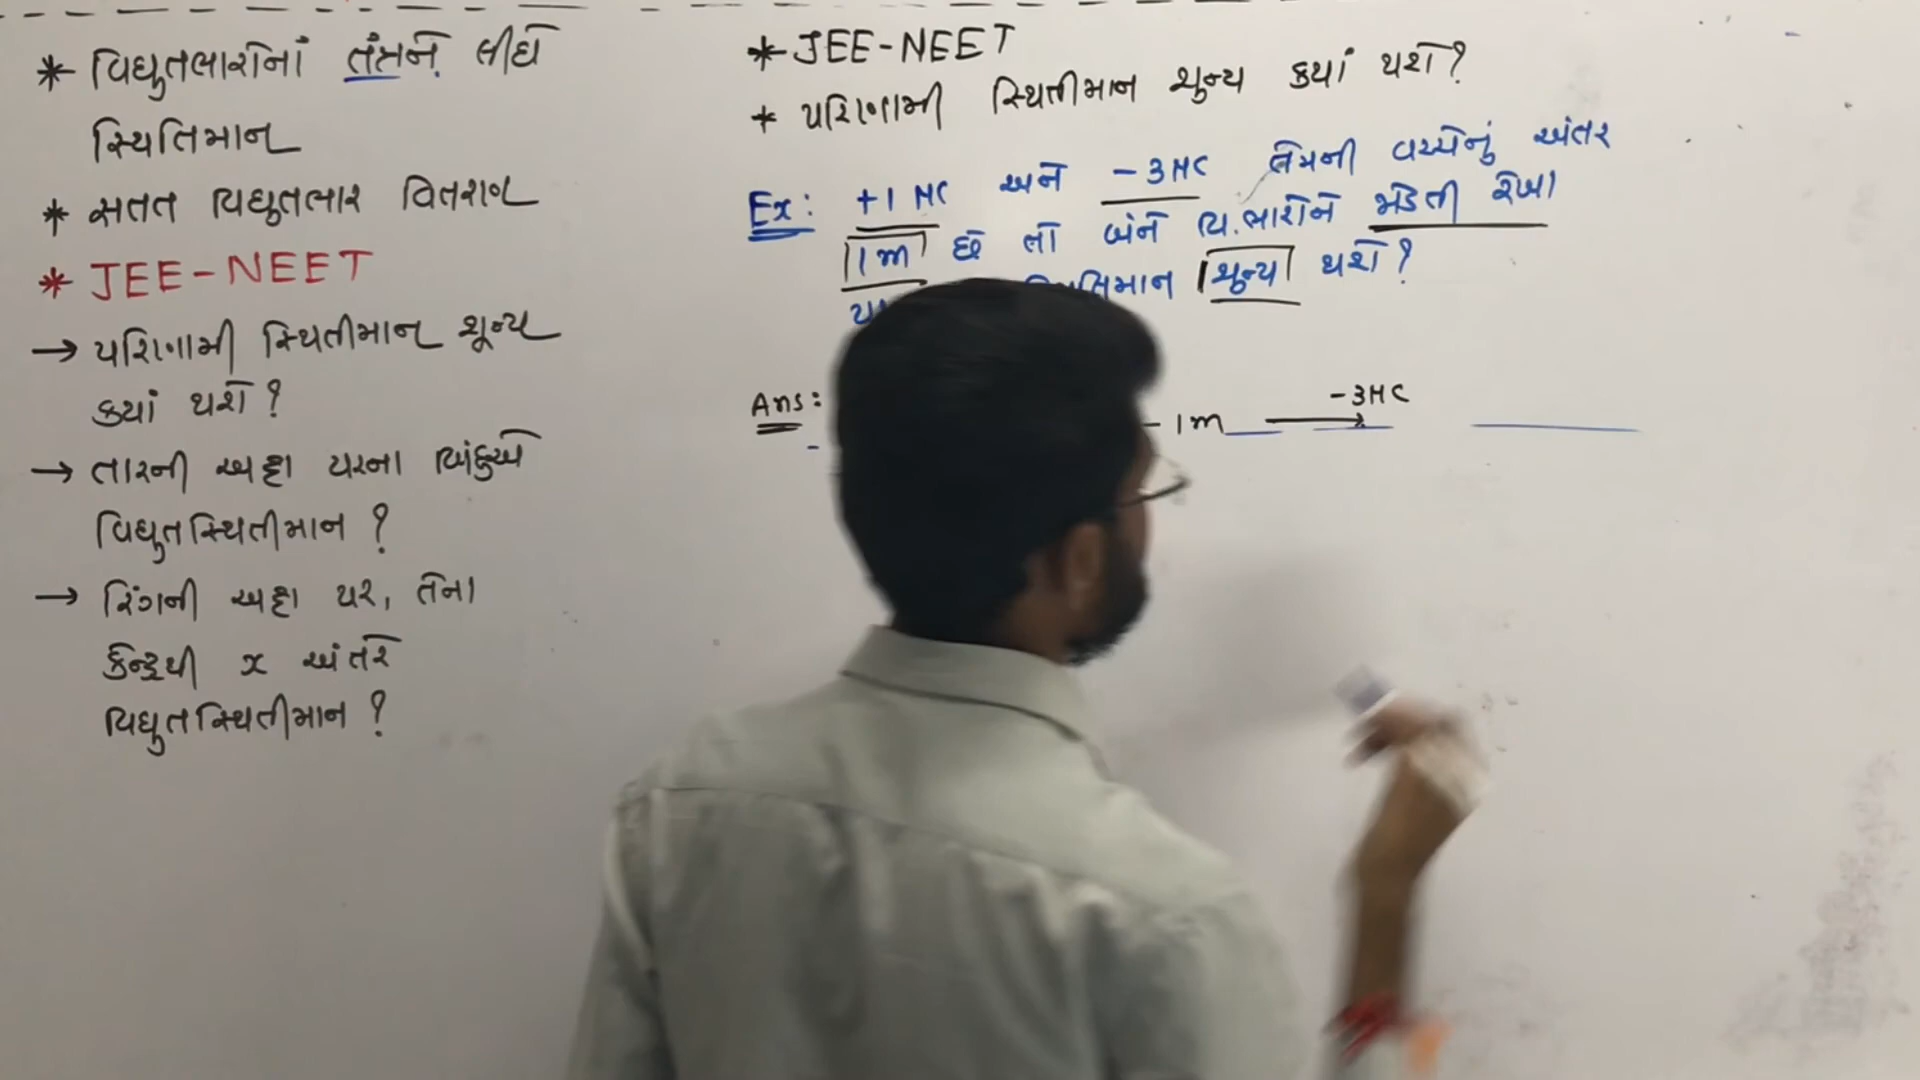 * વિદ્યુતભારોનાં તંત્રને લીધે
સ્થિતિમાન
* સતત વિદ્યુતભાર વિતરણ
* JEE-NEET
→ પરિણામી સ્થિતીમાન શૂન્ય
કયાં થશે ?
→ તારની અક્ષ પરના બિંદુએ
વિદ્યુતસ્થિતીમાન ?
→ રિંગની અક્ષ પર, તેના
કેન્દ્રથી x અંતરે
વિદ્યુતસ્થિતીમાન ?
* JEE-NEET
* પરિણામી સ્થિતીમાન શુન્ય કયાં થશે ?
Ex: +1 μC અને -3 μC તેમની વચ્ચેનું અંતર
1m છે તો બંને વિ.ભારોને જોડતી રેખા
શુન્ય થશે ?
Ans: 1m → -3μC